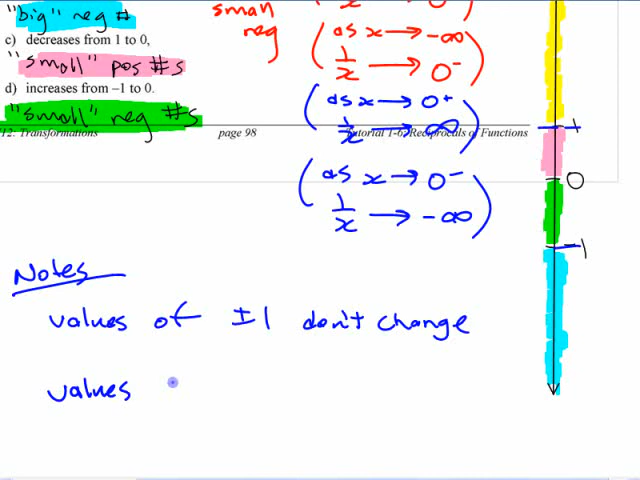 "big" neg #
c) decreases from 1 to 0,
"small" pos #s
d) increases from –1 to 0.
"small" neg #s
12: Transformations page 98 Tutorial 1-6: Reciprocals of Functions
small
neg
1/x → 0⁻
(as x → -∞
1/x → 0⁻)
(as x → 0⁺
1/x → ∞)
(as x → 0⁻
1/x → -∞)
1
0
-1
Notes
values of ±1 don't change
values